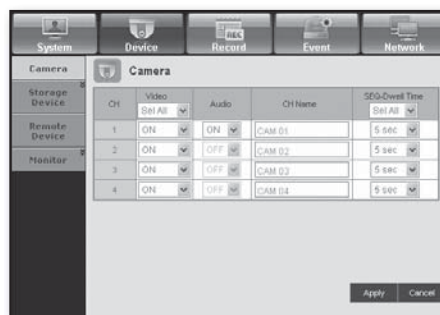 System Device Record Event Network
REC
Camera
Storage Device
Remote Device
Monitor
Camera
CH Video Audio CH Name SEQ-Dwell Time
Sel All Sel All
1 ON ON CAM 01 5 sec
2 ON OFF CAM 02 5 sec
3 ON OFF CAM 03 5 sec
4 ON OFF CAM 04 5 sec
Apply Cancel